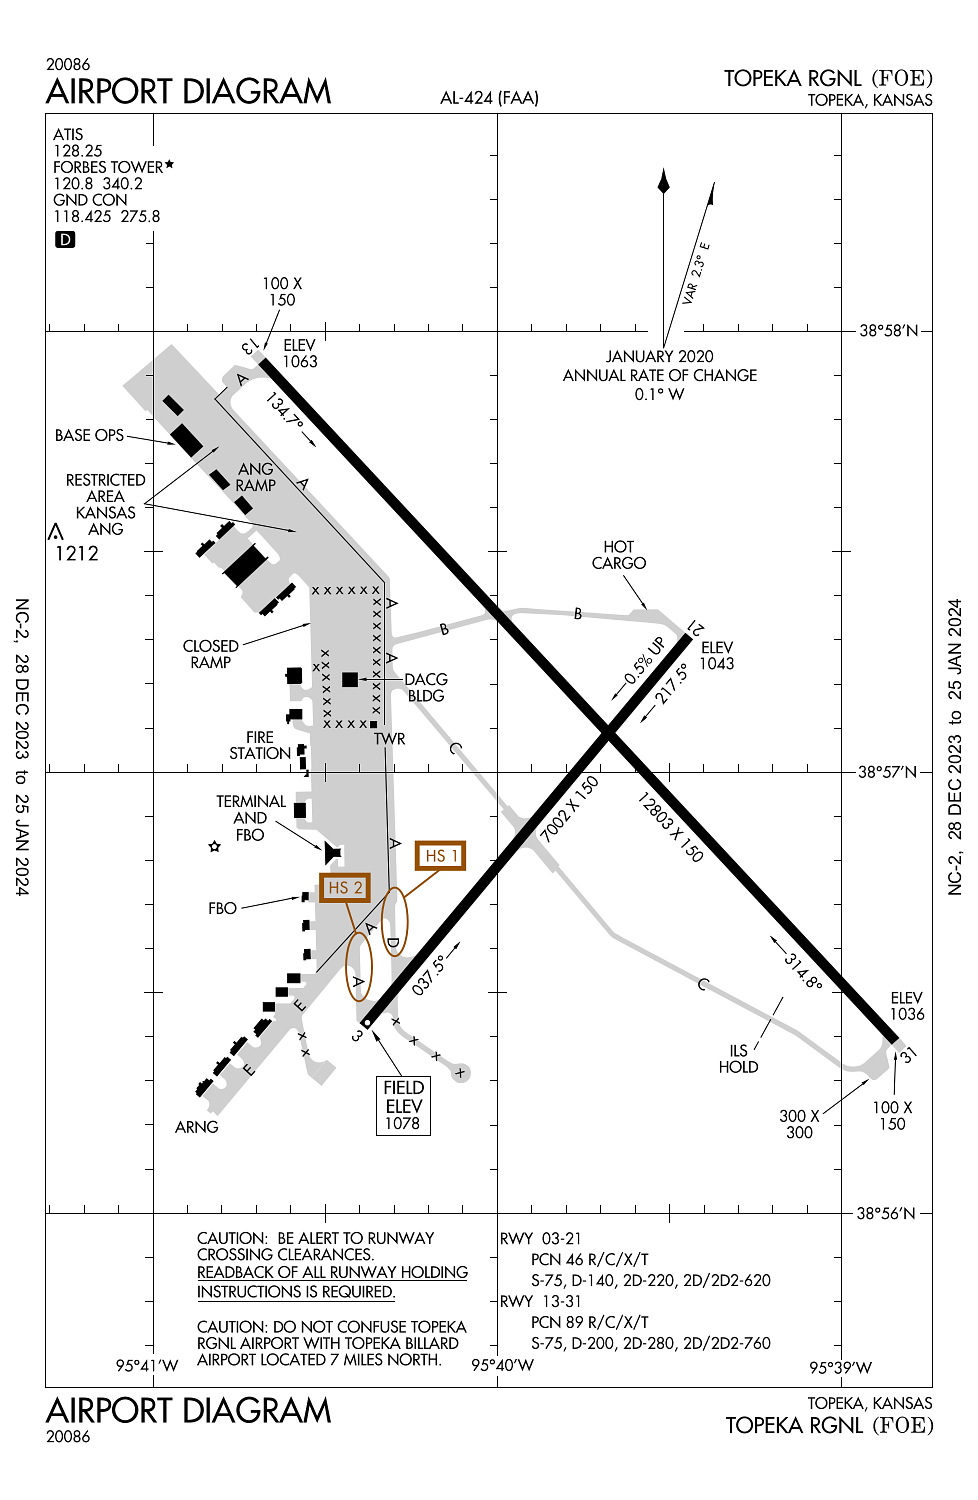 20086
AIRPORT DIAGRAM
AL-424 (FAA)
TOPEKA RGNL (FOE)
TOPEKA, KANSAS
ATIS
128.25
FORBES TOWER★
120.8 340.2
GND CON
118.425 275.8
D
VAR 2.3° E
JANUARY 2020
ANNUAL RATE OF CHANGE
0.1° W
38°58'N
100 X
150
13
ELEV
1063
A
134.7°
BASE OPS
ANG
RAMP
A
RESTRICTED
AREA
KANSAS
ANG
1212
HOT
CARGO
x x x x x x
A
B
B
21
ELEV
1043
0.5% UP
217.5°
CLOSED
RAMP
A
DACG
BLDG
TWR
C
FIRE
STATION
38°57'N
7002 X 150
12803 X 150
TERMINAL
AND
FBO
A
HS 1
HS 2
FBO
A
D
A
037.5°
314.8°
C
E
E
3
ELEV
1036
31
ILS
HOLD
FIELD
ELEV
1078
300 X
300
100 X
150
ARNG
38°56'N
CAUTION: BE ALERT TO RUNWAY
CROSSING CLEARANCES.
READBACK OF ALL RUNWAY HOLDING
INSTRUCTIONS IS REQUIRED.
CAUTION: DO NOT CONFUSE TOPEKA
RGNL AIRPORT WITH TOPEKA BILLARD
AIRPORT LOCATED 7 MILES NORTH.
RWY 03-21
PCN 46 R/C/X/T
S-75, D-140, 2D-220, 2D/2D2-620
RWY 13-31
PCN 89 R/C/X/T
S-75, D-200, 2D-280, 2D/2D2-760
95°41'W
95°40'W
95°39'W
AIRPORT DIAGRAM
20086
TOPEKA, KANSAS
TOPEKA RGNL (FOE)
NC-2, 28 DEC 2023 to 25 JAN 2024
NC-2, 28 DEC 2023 to 25 JAN 2024